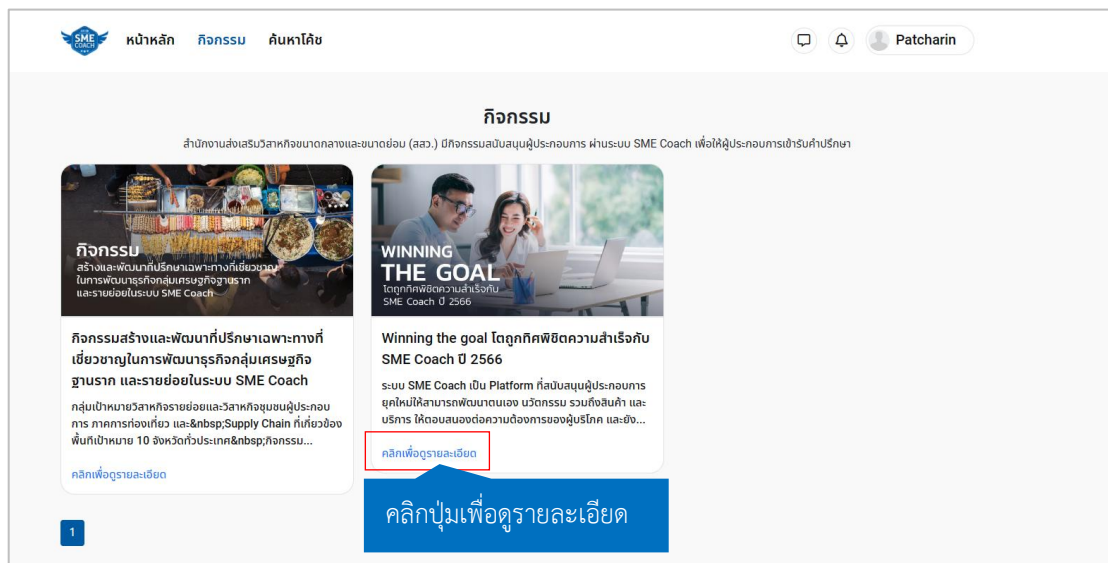 SME
COACH
หน้าหลัก กิจกรรม ค้นหาโค้ช
Patcharin
กิจกรรม
สำนักงานส่งเสริมวิสาหกิจขนาดกลางและขนาดย่อม (สสว.) มีกิจกรรมสนับสนุนผู้ประกอบการ ผ่านระบบ SME Coach เพื่อให้ผู้ประกอบการเข้ารับคำปรึกษา
กิจกรรม
สร้างและพัฒนาที่ปรึกษาเฉพาะทางที่เชี่ยวชาญ
ในการพัฒนาธุรกิจกลุ่มเศรษฐกิจฐานราก
และรายย่อยในระบบ SME Coach
กิจกรรมสร้างและพัฒนาที่ปรึกษาเฉพาะทางที่
เชี่ยวชาญในการพัฒนาธุรกิจกลุ่มเศรษฐกิจ
ฐานราก และรายย่อยในระบบ SME Coach
กลุ่มเป้าหมายวิสาหกิจรายย่อยและวิสาหกิจชุมชนผู้ประกอบ
การ ภาคการท่องเที่ยว และ&nbsp;Supply Chain ที่เกี่ยวข้อง
พื้นที่เป้าหมาย 10 จังหวัดทั่วประเทศ&nbsp;กิจกรรม...
คลิกเพื่อดูรายละเอียด
WINNING
THE GOAL
โตถูกทิศพิชิตความสำเร็จกับ
SME Coach ปี 2566
Winning the goal โตถูกทิศพิชิตความสำเร็จกับ
SME Coach ปี 2566
ระบบ SME Coach เป็น Platform ที่สนับสนุนผู้ประกอบการ
ยุคใหม่ให้สามารถพัฒนาตนเอง นวัตกรรม รวมถึงสินค้า และ
บริการ ให้ตอบสนองต่อความต้องการของผู้บริโภค และยัง...
คลิกเพื่อดูรายละเอียด
คลิกปุ่มเพื่อดูรายละเอียด
1